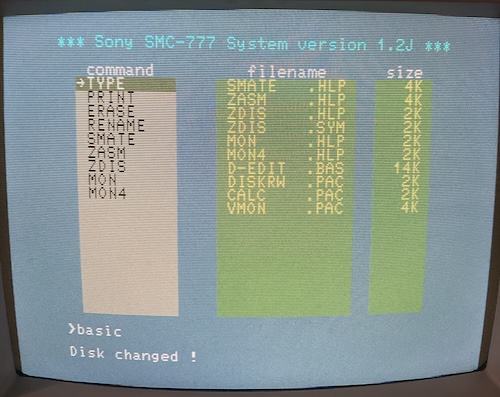 *** Sony SMC-777 System version 1.2J ***
command filename size
→TYPE SMATE .HLP 4K
PRINT ZASM .HLP 4K
ERASE ZDIS .HLP 2K
RENAME ZDIS .SYM 2K
SMATE MON .HLP 2K
ZASM MON4 .HLP 2K
ZDIS D-EDIT .BAS 14K
MON DISKRW .PAC 2K
MON4 CALC .PAC 2K
VMON .PAC 4K
❯basic
Disk changed !